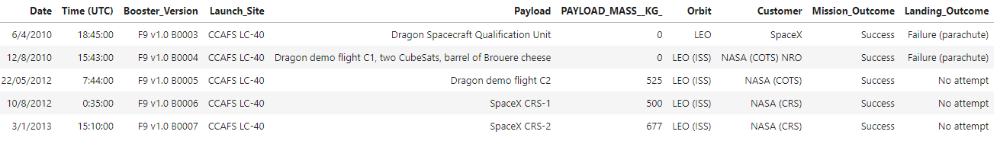 Date Time (UTC) Booster_Version Launch_Site Payload PAYLOAD_MASS__KG_ Orbit Customer Mission_Outcome Landing_Outcome
6/4/2010 18:45:00 F9 v1.0 B0003 CCAFS LC-40 Dragon Spacecraft Qualification Unit 0 LEO SpaceX Success Failure (parachute)
12/8/2010 15:43:00 F9 v1.0 B0004 CCAFS LC-40 Dragon demo flight C1, two CubeSats, barrel of Brouere cheese 0 LEO (ISS) NASA (COTS) NRO Success Failure (parachute)
22/05/2012 7:44:00 F9 v1.0 B0005 CCAFS LC-40 Dragon demo flight C2 525 LEO (ISS) NASA (COTS) Success No attempt
10/8/2012 0:35:00 F9 v1.0 B0006 CCAFS LC-40 SpaceX CRS-1 500 LEO (ISS) NASA (CRS) Success No attempt
3/1/2013 15:10:00 F9 v1.0 B0007 CCAFS LC-40 SpaceX CRS-2 677 LEO (ISS) NASA (CRS) Success No attempt